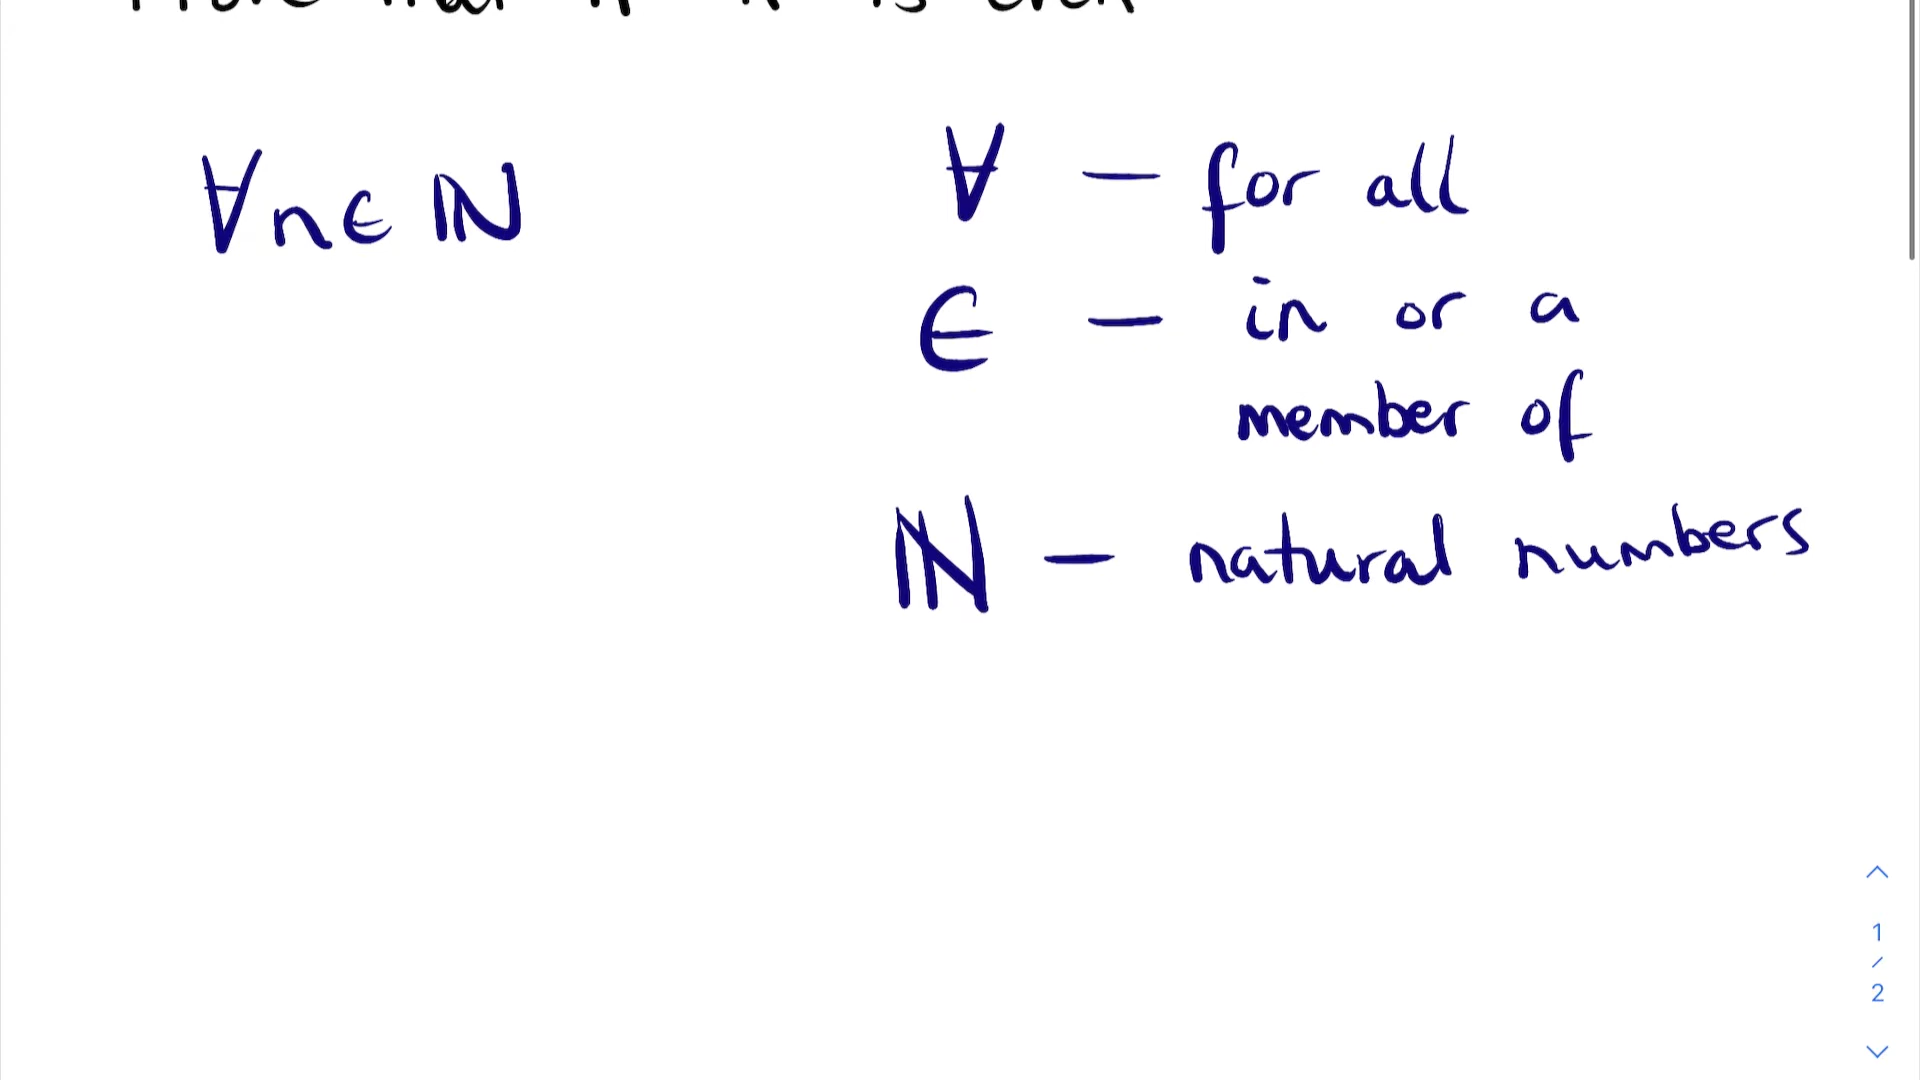 ∀n∈ ℕ
∀ – for all
∈ – in or a
member of
ℕ – natural numbers
1
/
2